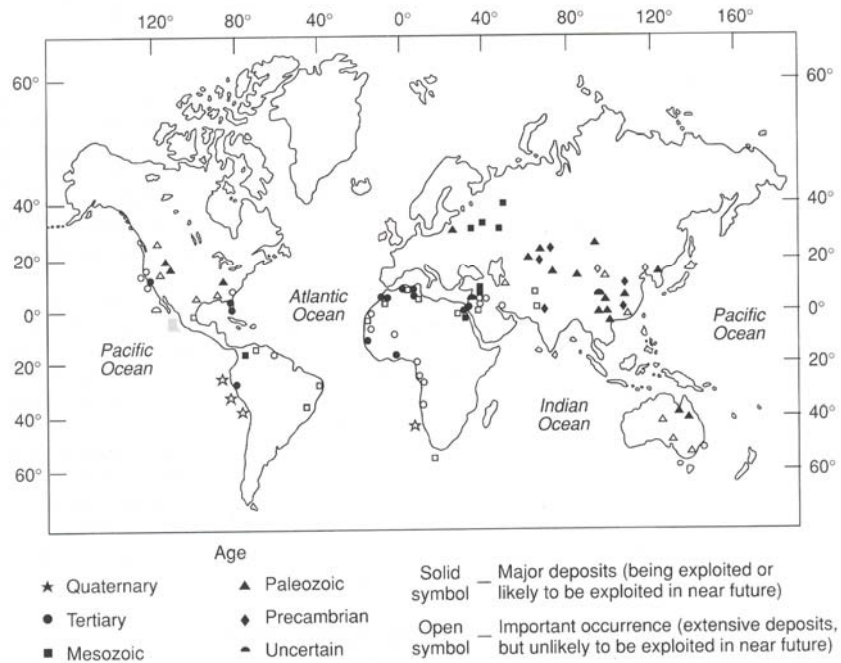 120° 80° 40° 0° 40° 80° 120° 160°
60° 60°
40° 40°
20° 20°
0° 0°
20° 20°
40° 40°
60° 60°
Atlantic
Ocean
Pacific
Ocean
Indian
Ocean
Pacific
Ocean
Age
Quaternary
Tertiary
Mesozoic
Paleozoic
Precambrian
Uncertain
Solid symbol — Major deposits (being exploited or
likely to be exploited in near future)
Open symbol — Important occurrence (extensive deposits,
but unlikely to be exploited in near future)